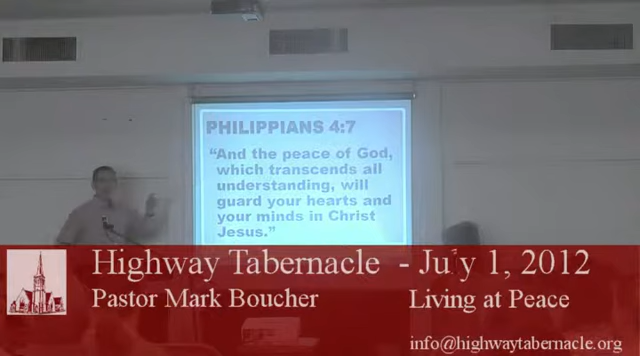 PHILIPPIANS 4:7
“And the peace of God,
which transcends all
understanding, will
guard your hearts and
your minds in Christ
Jesus.”
Highway Tabernacle - July 1, 2012
Pastor Mark Boucher
Living at Peace
info@highwaytabernacle.org